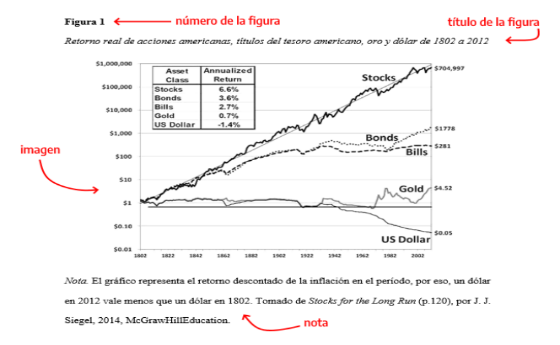 Figura 1
número de la figura
título de la figura
Retorno real de acciones americanas, títulos del tesoro americano, oro y dólar de 1802 a 2012
$1,000,000
$100,000
$10,000
$1,000
$100
$10
$1
$0.10
$0.01
Asset Class Annualized Return
Stocks 6.6%
Bonds 3.6%
Bills 2.7%
Gold 0.7%
US Dollar -1.4%
Stocks
$704,997
Bonds
$1778
Bills
$281
Gold
$4.52
US Dollar
$0.05
1802 1822 1842 1862 1882 1902 1922 1942 1962 1982 2002
imagen
Nota. El gráfico representa el retorno descontado de la inflación en el período, por eso, un dólar
en 2012 vale menos que un dólar en 1802. Tomado de Stocks for the Long Run (p.120), por J. J.
Siegel, 2014, McGrawHillEducation.
nota